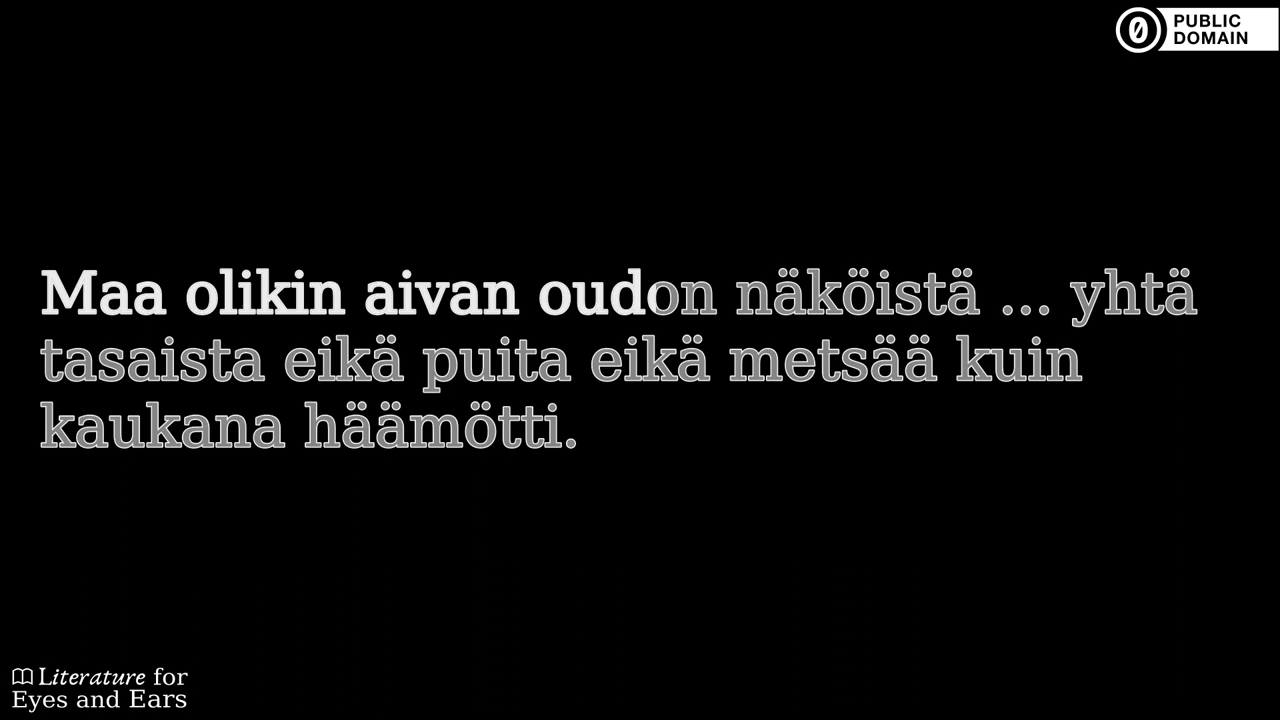 PUBLIC
DOMAIN
Maa olikin aivan oudon näköistä ... yhtä
tasaista eikä puita eikä metsää kuin
kaukana häämötti.
Literature for
Eyes and Ears